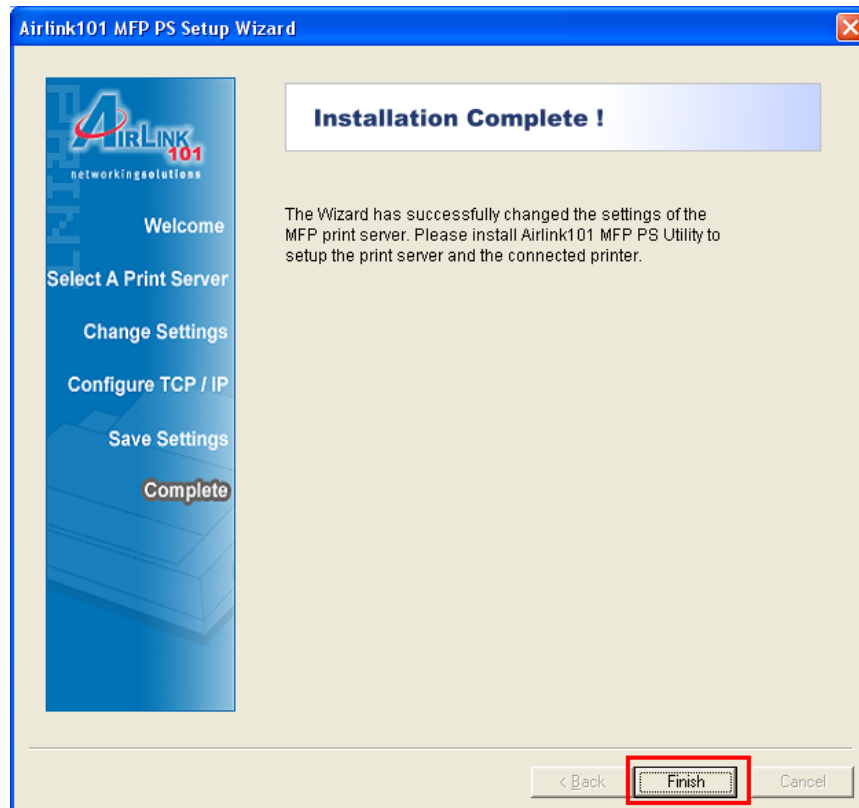 Airlink101 MFP PS Setup Wizard
AIRLINK
101
networkingsolutions
Welcome
Select A Print Server
Change Settings
Configure TCP / IP
Save Settings
Complete
Installation Complete !
The Wizard has successfully changed the settings of the
MFP print server. Please install Airlink101 MFP PS Utility to
setup the print server and the connected printer.
< Back
Finish
Cancel